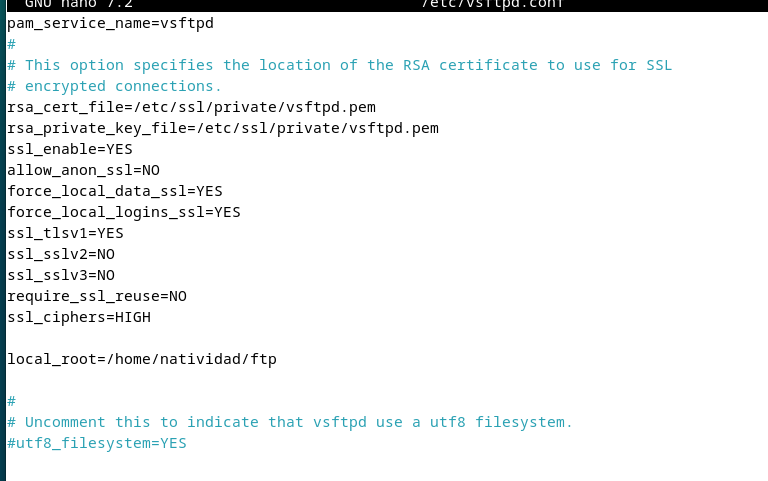 GNU nano 7.2 /etc/vsftpd.conf
pam_service_name=vsftpd
#
# This option specifies the location of the RSA certificate to use for SSL
# encrypted connections.
rsa_cert_file=/etc/ssl/private/vsftpd.pem
rsa_private_key_file=/etc/ssl/private/vsftpd.pem
ssl_enable=YES
allow_anon_ssl=NO
force_local_data_ssl=YES
force_local_logins_ssl=YES
ssl_tlsv1=YES
ssl_sslv2=NO
ssl_sslv3=NO
require_ssl_reuse=NO
ssl_ciphers=HIGH
local_root=/home/natividad/ftp
#
# Uncomment this to indicate that vsftpd use a utf8 filesystem.
#utf8_filesystem=YES